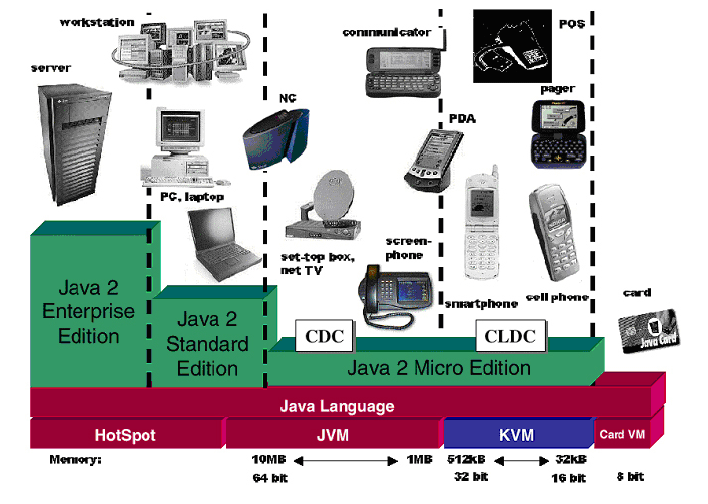 workstation
communicator
POS
server
NC
pager
PDA
PC, laptop
set-top box,
net TV
screen-
phone
smartphone
cell phone
card
Java Card
Java 2
Enterprise
Edition
Java 2
Standard
Edition
CDC
CLDC
Java 2 Micro Edition
Java Language
HotSpot
JVM
KVM
Card VM
Memory:
10MB
1MB
512kB
32kB
64 bit
32 bit
16 bit
8 bit